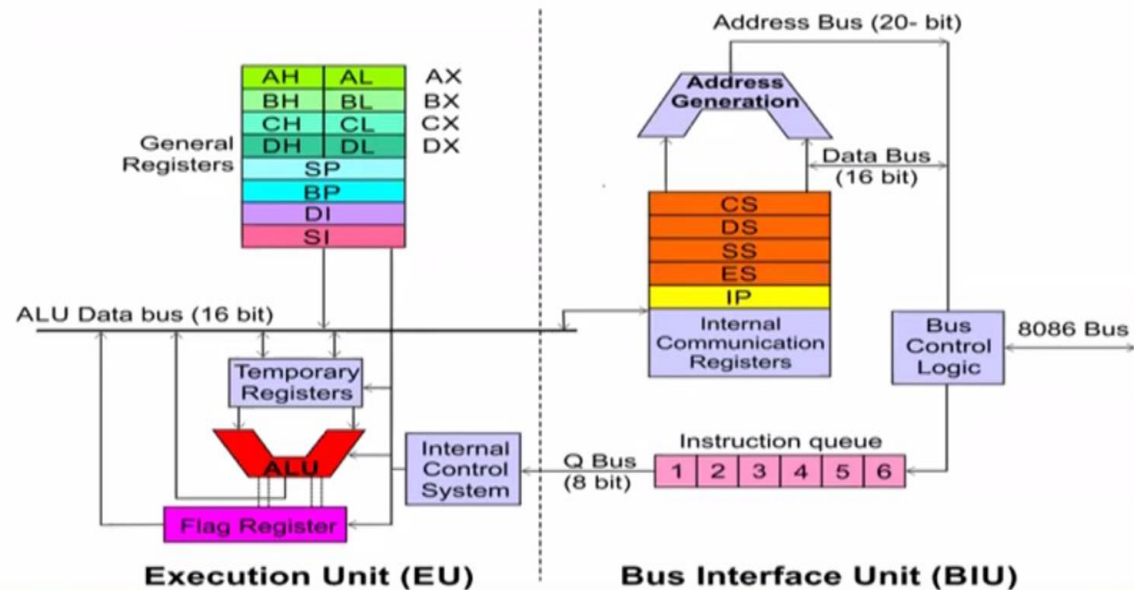 Address Bus (20- bit)
Address
Generation
Data Bus
(16 bit)
General
Registers
AH AL AX
BH BL BX
CH CL CX
DH DL DX
SP
BP
DI
SI
CS
DS
SS
ES
IP
Internal
Communication
Registers
Bus
Control
Logic
8086 Bus
ALU Data bus (16 bit)
Temporary
Registers
ALU
Flag Register
Internal
Control
System
Q Bus
(8 bit)
Instruction queue
1 2 3 4 5 6
Execution Unit (EU)
Bus Interface Unit (BIU)